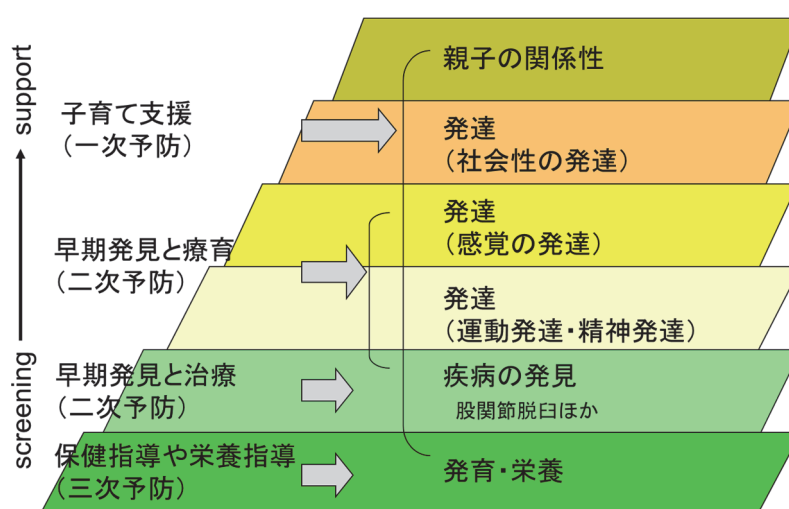 support
screening
親子の関係性
子育て支援
(一次予防)
発達
(社会性の発達)
発達
(感覚の発達)
早期発見と療育
(二次予防)
発達
(運動発達・精神発達)
早期発見と治療
(二次予防)
疾病の発見
股関節脱臼ほか
保健指導や栄養指導
(三次予防)
発育・栄養